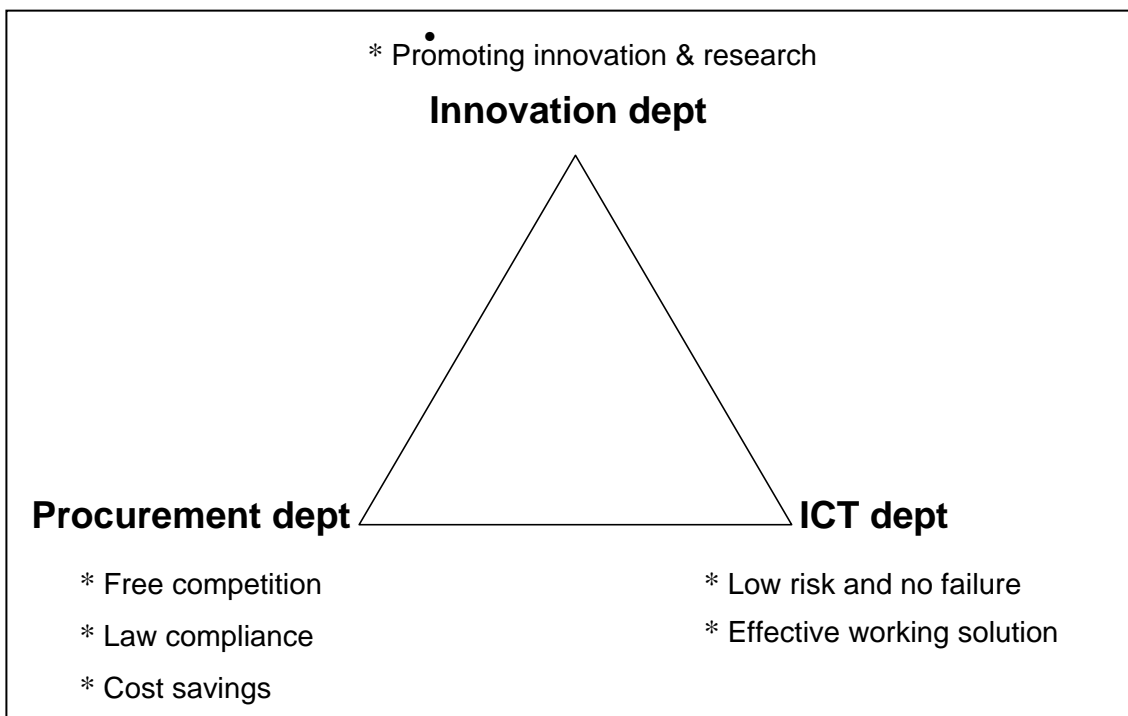 * Promoting innovation & research
Innovation dept
Procurement dept
ICT dept
* Free competition
* Law compliance
* Cost savings
* Low risk and no failure
* Effective working solution